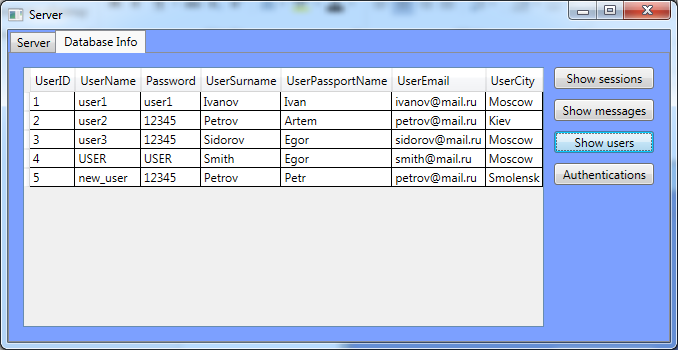 Server
Server Database Info
UserID UserName Password UserSurname UserPassportName UserEmail UserCity
1 user1 user1 Ivanov Ivan ivanov@mail.ru Moscow
2 user2 12345 Petrov Artem petrov@mail.ru Kiev
3 user3 12345 Sidorov Egor sidorov@mail.ru Moscow
4 USER USER Smith Egor smith@mail.ru Moscow
5 new_user 12345 Petrov Petr petrov@mail.ru Smolensk
Show sessions
Show messages
Show users
Authentications